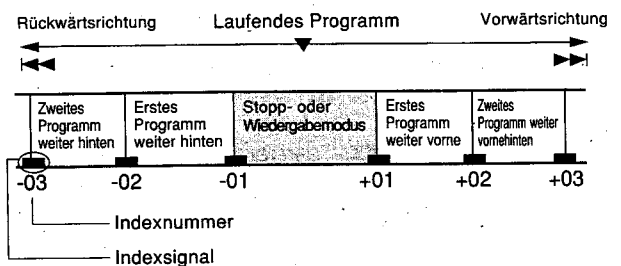 Rückwärtsrichtung
Laufendes Programm
Vorwärtsrichtung
Zweites
Programm
weiter hinten
Erstes
Programm
weiter hinten
Stopp- oder
Wiedergabemodus
Erstes
Programm
weiter vorne
Zweites
Programm weiter
vornehinten
-03
-02
-01
+01
+02
+03
Indexnummer
Indexsignal